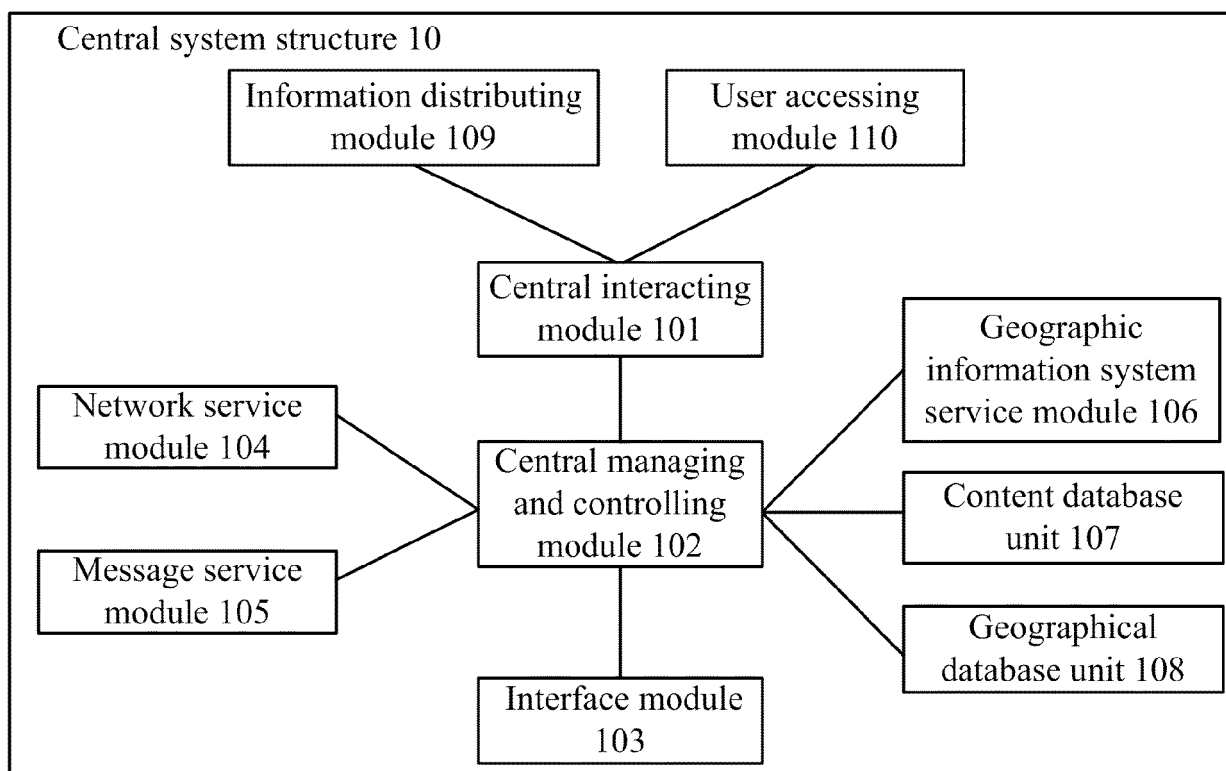 Central system structure 10
Information distributing
module 109
User accessing
module 110
Central interacting
module 101
Geographic
information system
service module 106
Network service
module 104
Central managing
and controlling
module 102
Content database
unit 107
Message service
module 105
Geographical
database unit 108
Interface module
103